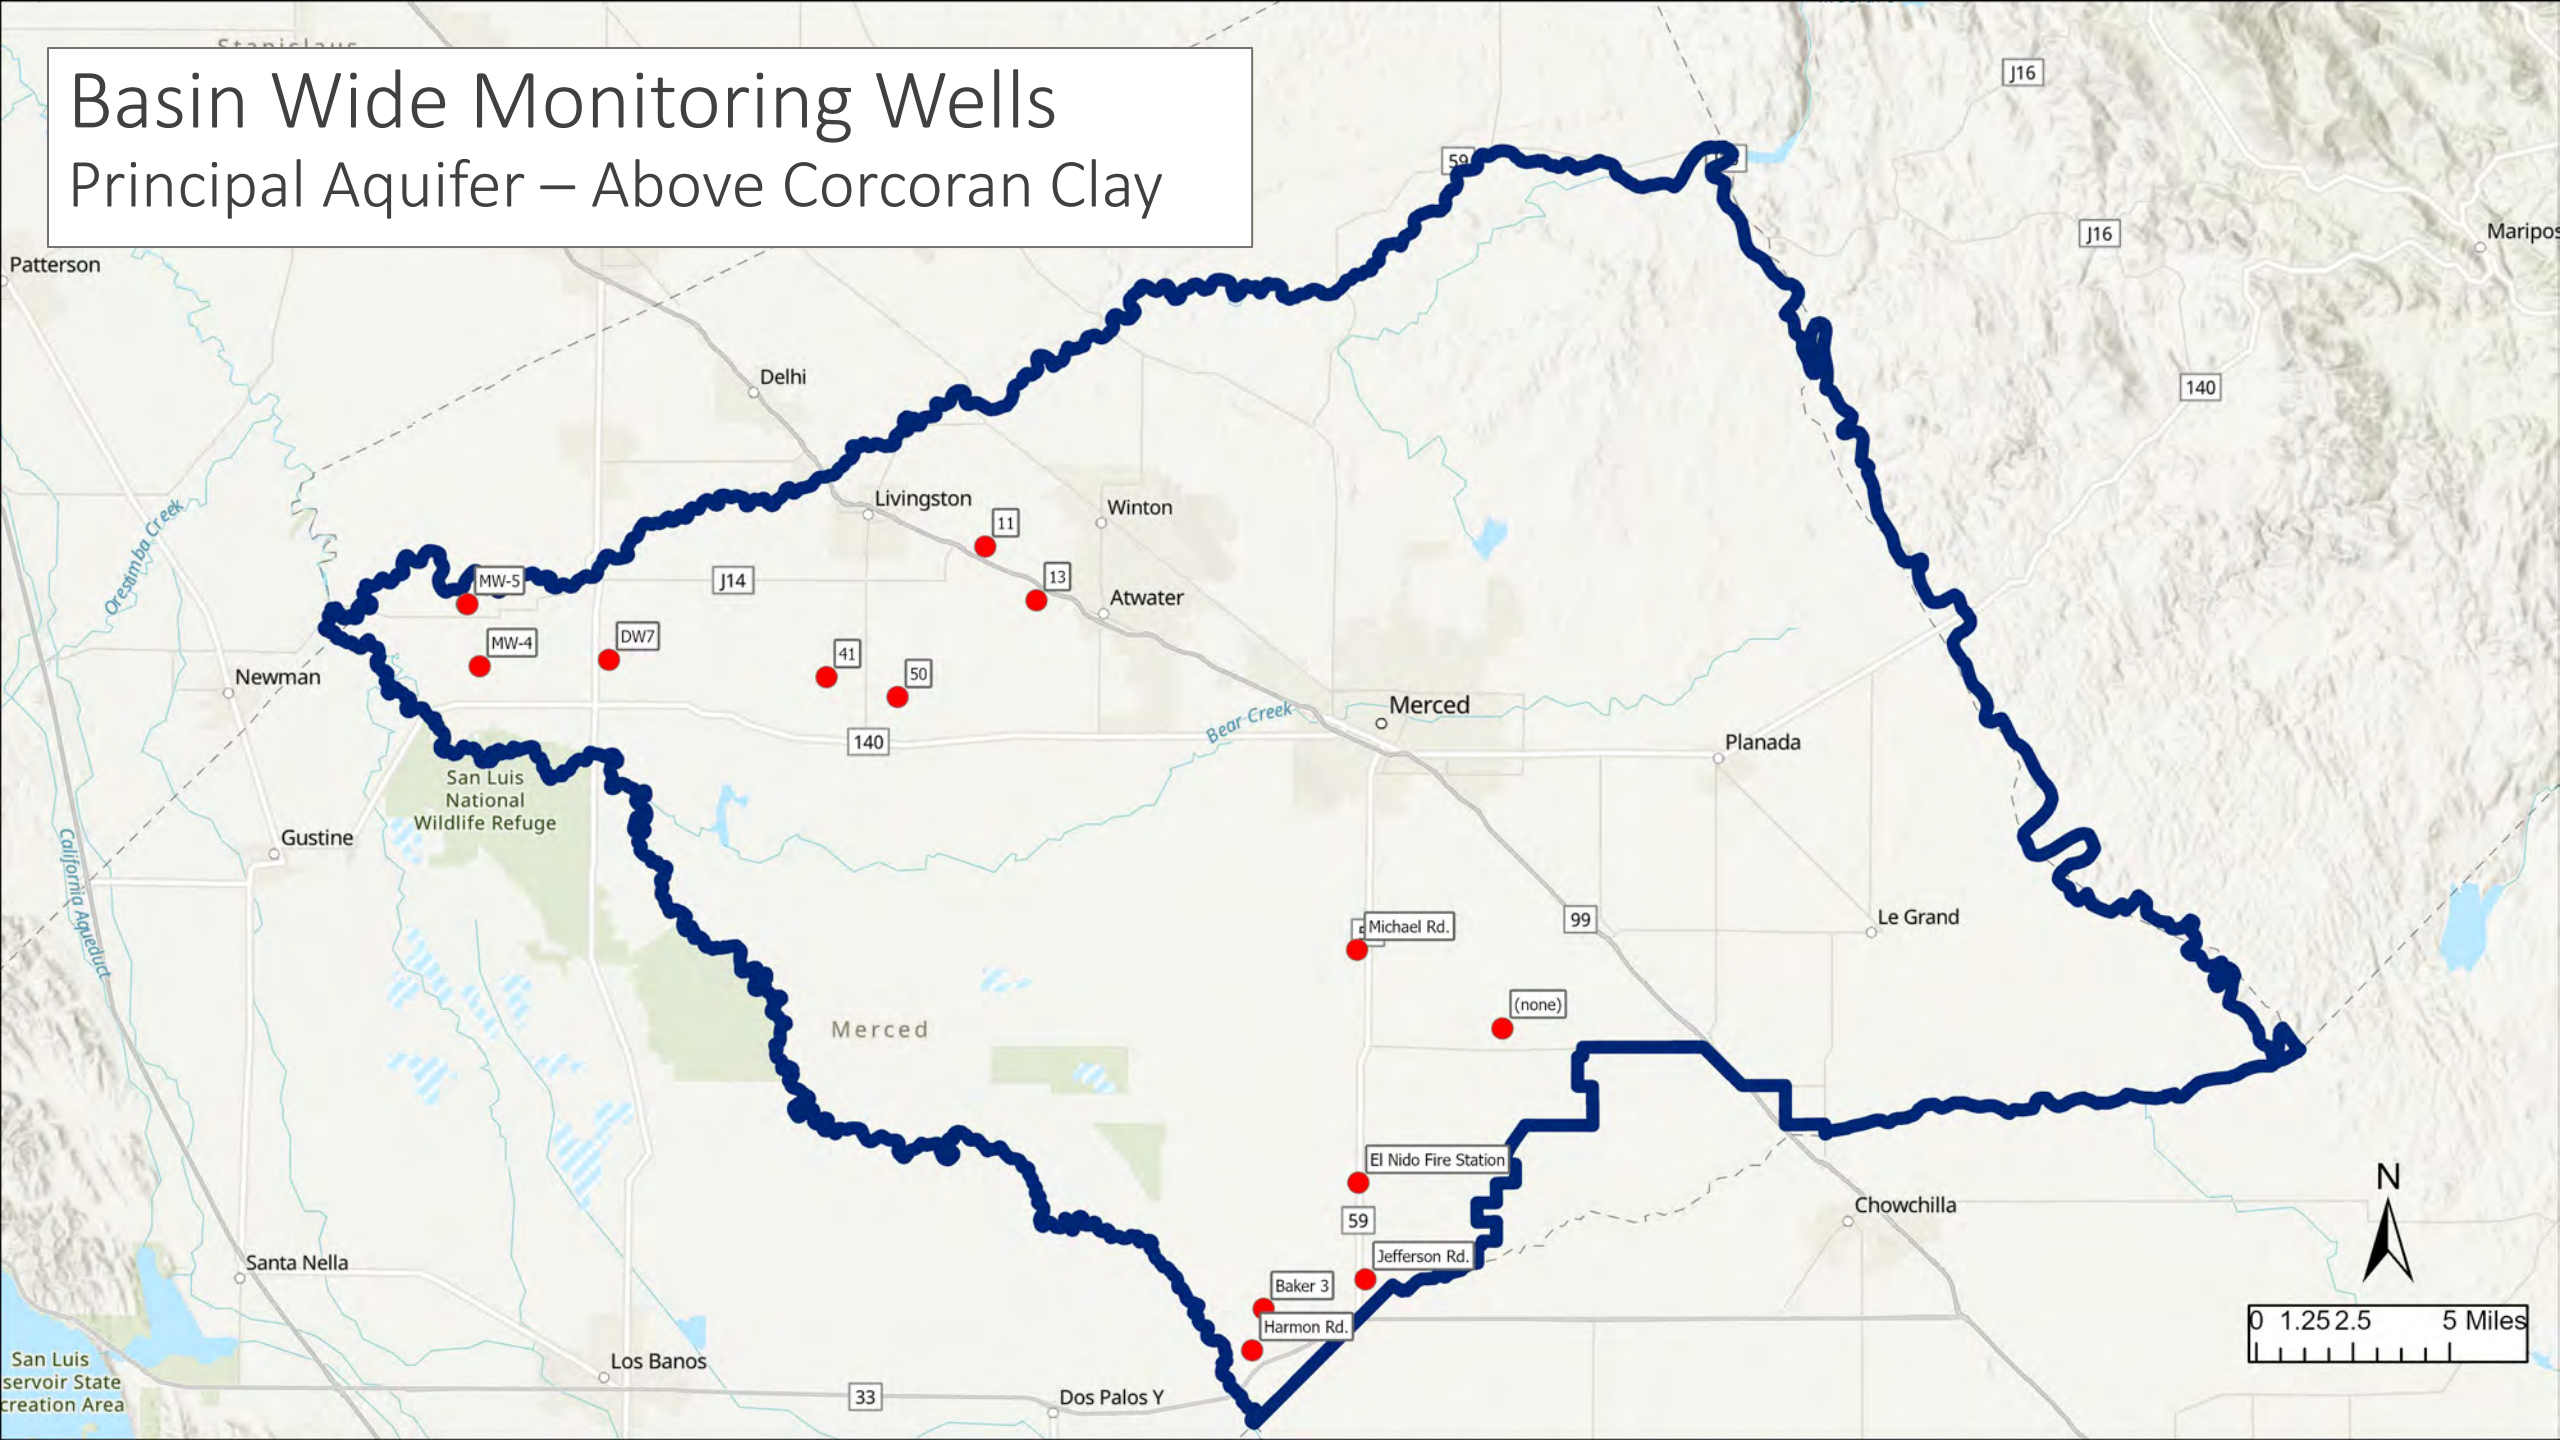 Basin Wide Monitoring Wells
Principal Aquifer – Above Corcoran Clay
Stanislaus
J16
J16
59
Mariposa
Patterson
140
Delhi
Livingston
Winton
11
13
Atwater
J14
MW-5
MW-4
DW7
41
50
Orestimba Creek
Newman
Merced
Bear Creek
140
Planada
San Luis
National
Wildlife Refuge
Gustine
California Aqueduct
99
Le Grand
Michael Rd.
(none)
Merced
El Nido Fire Station
59
Jefferson Rd.
Baker 3
Harmon Rd.
Chowchilla
N
0 1.25 2.5 5 Miles
Santa Nella
Los Banos
San Luis
servoir State
creation Area
33
Dos Palos Y